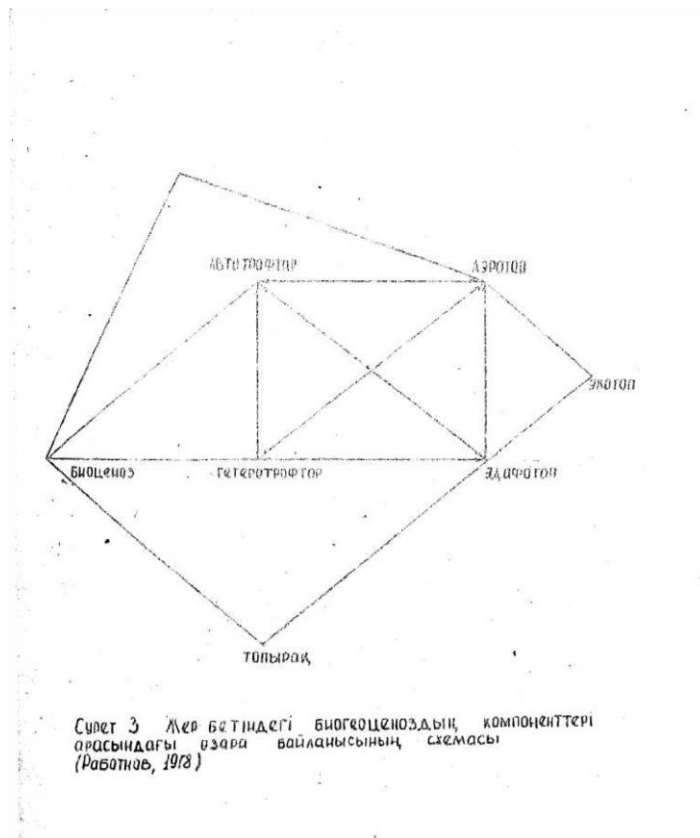 АВТОТРОФТОР
АЭРОТОП
ЭКОТОП
БИОЦЕНОЗ
ГЕТЕРОТРОФТОР
ЭДАФОТОП
ТОПЫРАҚ
Сурет 3 Жер бетіндегі биогеоценоздың компоненттері
арасындағы өзара байланысының схемасы
(Работнов, 1978)